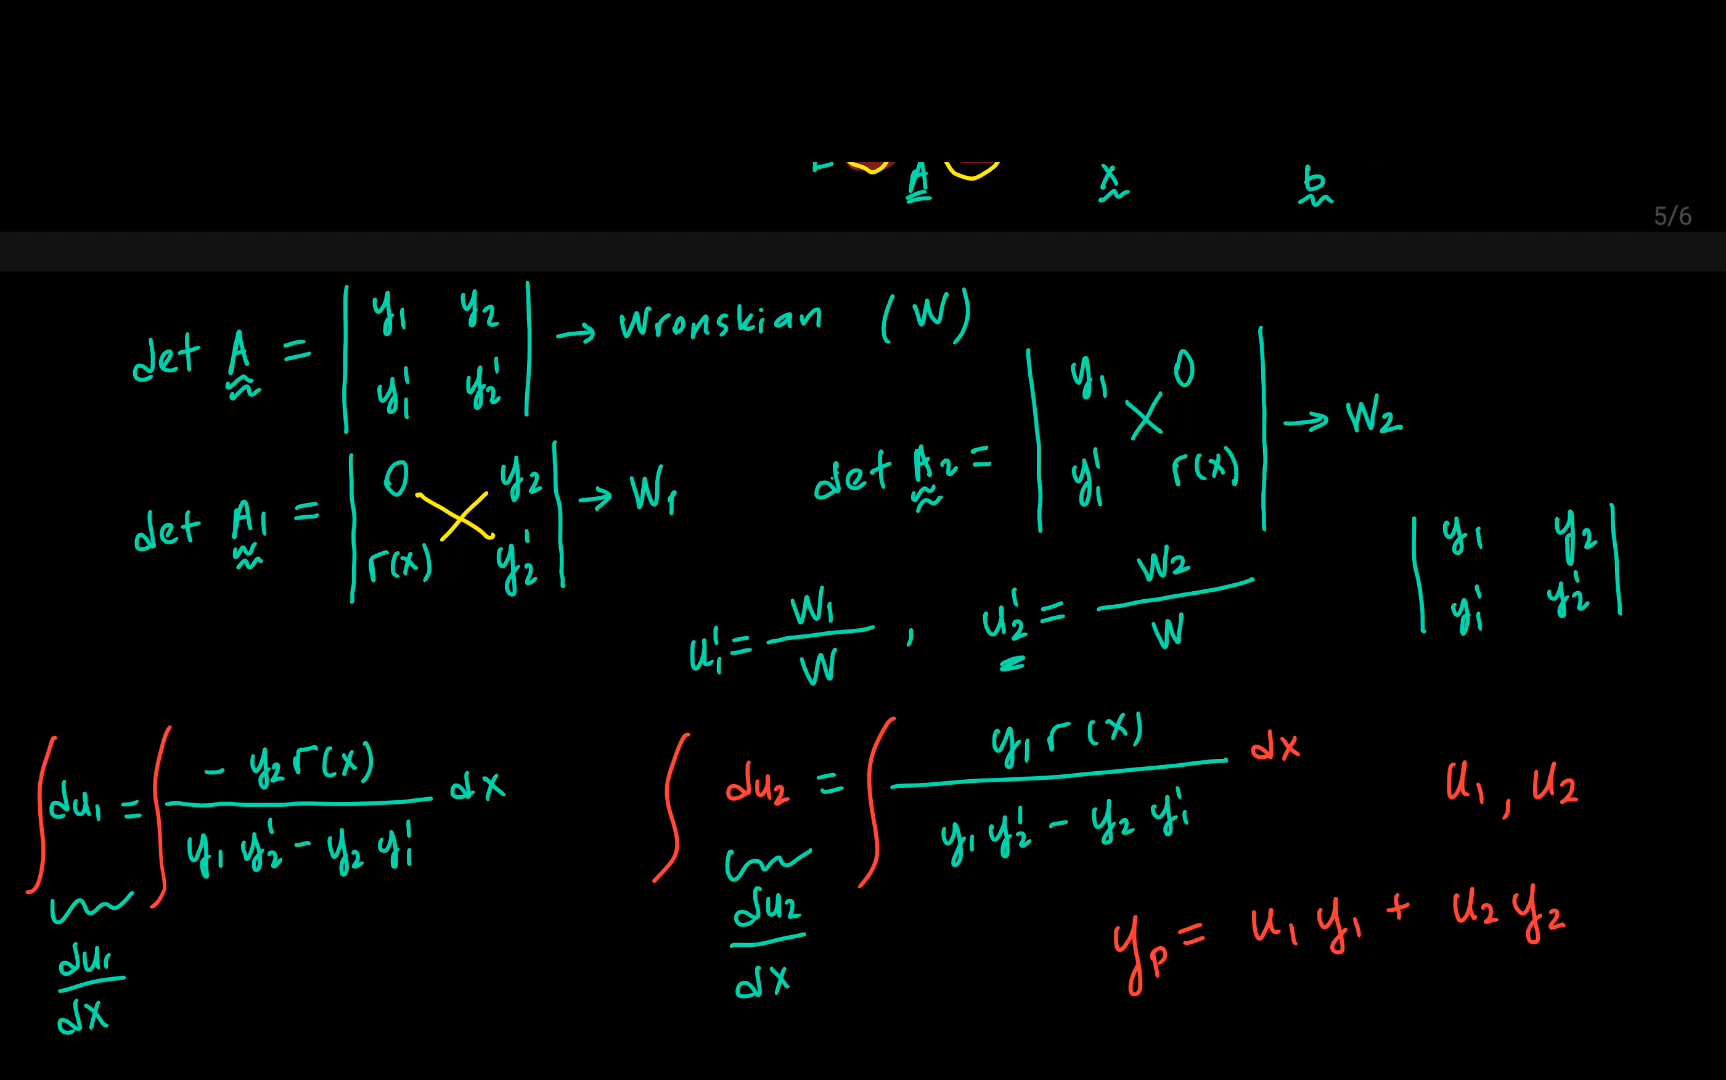 A x b
5/6
det A = | y₁ y₂ | → Wronskian (W)
| y₁' y₂' |
det A₁ = | 0 y₂ | → W₁
| r(x) y₂' |
det A₂ = | y₁ 0 | → W₂
| y₁' r(x) |
| y₁ y₂ |
| y₁' y₂' |
u₁' = W₁ / W , u₂' = W₂ / W
∫ du₁ = ∫ - y₂ r(x) / y₁ y₂' - y₂ y₁' dx
du₁ / dx
∫ du₂ = ∫ y₁ r(x) / y₁ y₂' - y₂ y₁' dx
du₂ / dx
u₁, u₂
yₚ = u₁ y₁ + u₂ y₂